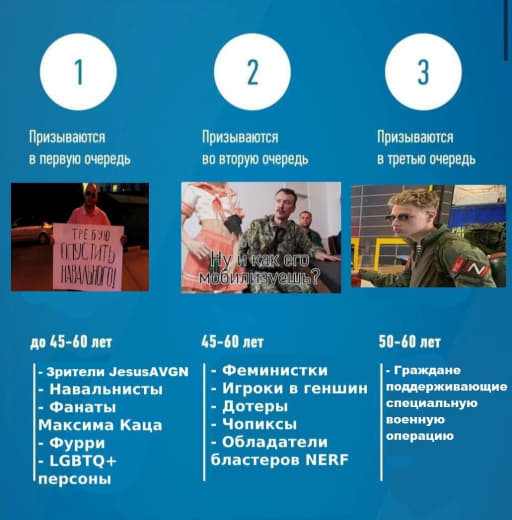 1
Призываются
в первую очередь
2
Призываются
во вторую очередь
3
Призываются
в третью очередь
ТРЕБУЮ
ОПУСТИТЬ
НАВАЛЬНОГО!
Ну и как его
мобилизуешь?
Z
до 45-60 лет
- Зрители JesusAVGN
- Навальнисты
- Фанаты
Максима Каца
- Фурри
- LGBTQ+
персоны
45-60 лет
- Феминистки
- Игроки в геншин
- Дотеры
- Чопиксы
- Обладатели
бластеров NERF
50-60 лет
- Граждане
поддерживающие
специальную
военную
операцию